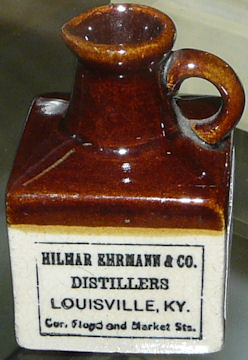 HILMAR EHRMANN & CO.
DISTILLERS
LOUISVILLE, KY.
Cor. Floyd and Market Sts.